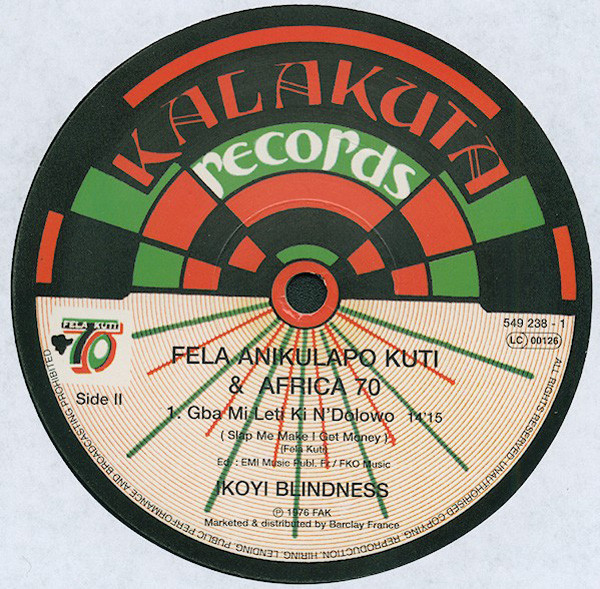 KALAKUTA
records
549 238 - 1
LC 00126
FELA KUTI
70
FELA ANIKULAPO KUTI
& AFRICA 70
Side II
1. Gba Mi Leti Ki N'Dolowo 14'15
( Slap Me Make I Get Money )
(Fela Kuti)
Edi : EMI Music Publ. Fr / FKO Music
IKOYI BLINDNESS
℗ 1976 FAK
Marketed & distributed by Barclay France
ALL RIGHTS RESERVED. UNAUTHORISED COPYING, REPRODUCTION, HIRING, LENDING, PUBLIC PERFORMANCE AND BROADCASTING PROHIBITED